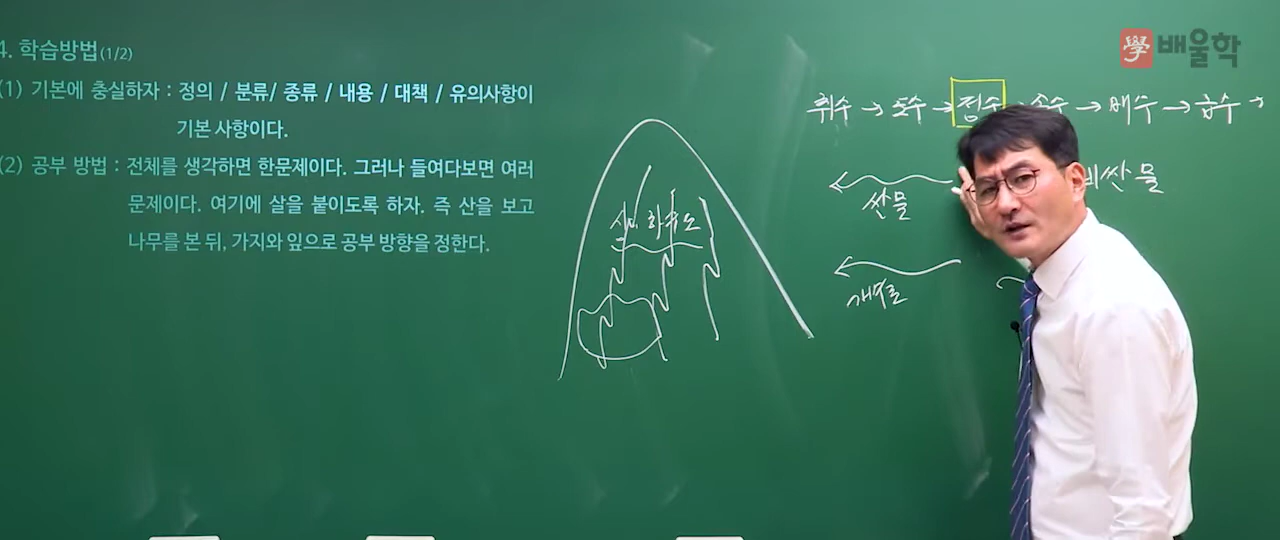 4. 학습방법(1/2)
(1) 기본에 충실하자 : 정의 / 분류/ 종류 / 내용 / 대책 / 유의사항이
기본 사항이다.
(2) 공부 방법 : 전체를 생각하면 한문제이다. 그러나 들여다보면 여러
문제이다. 여기에 살을 붙이도록 하자. 즉 산을 보고
나무를 본 뒤, 가지와 잎으로 공부 방향을 정한다.
學 배울학
취수 → 도수 → 정수 송수 → 배수 → 급수 →
싼물 비싼물
개수로
상 하수도